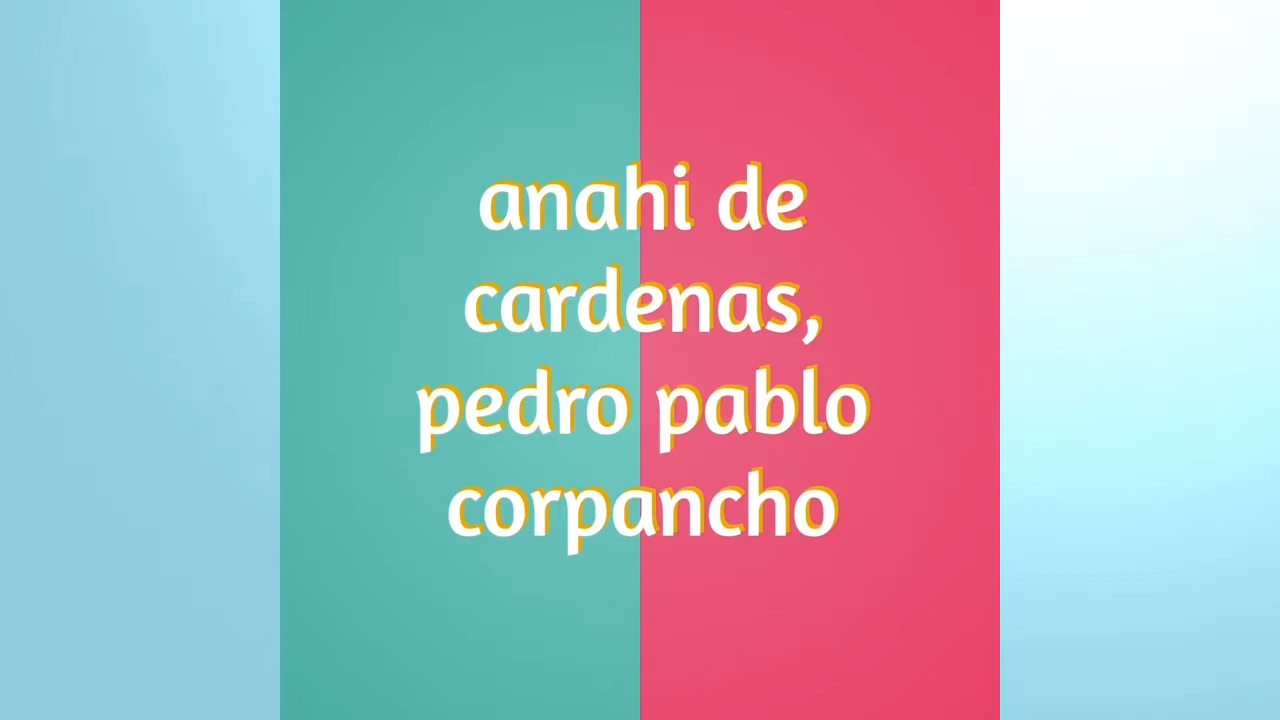 anahi de
cardenas,
pedro pablo
corpancho